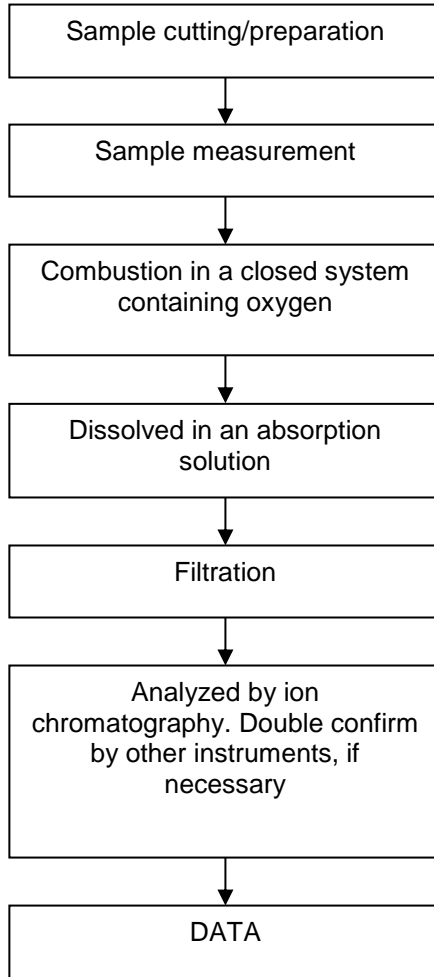 Sample cutting/preparation
Sample measurement
Combustion in a closed system
containing oxygen
Dissolved in an absorption
solution
Filtration
Analyzed by ion
chromatography. Double confirm
by other instruments, if
necessary
DATA